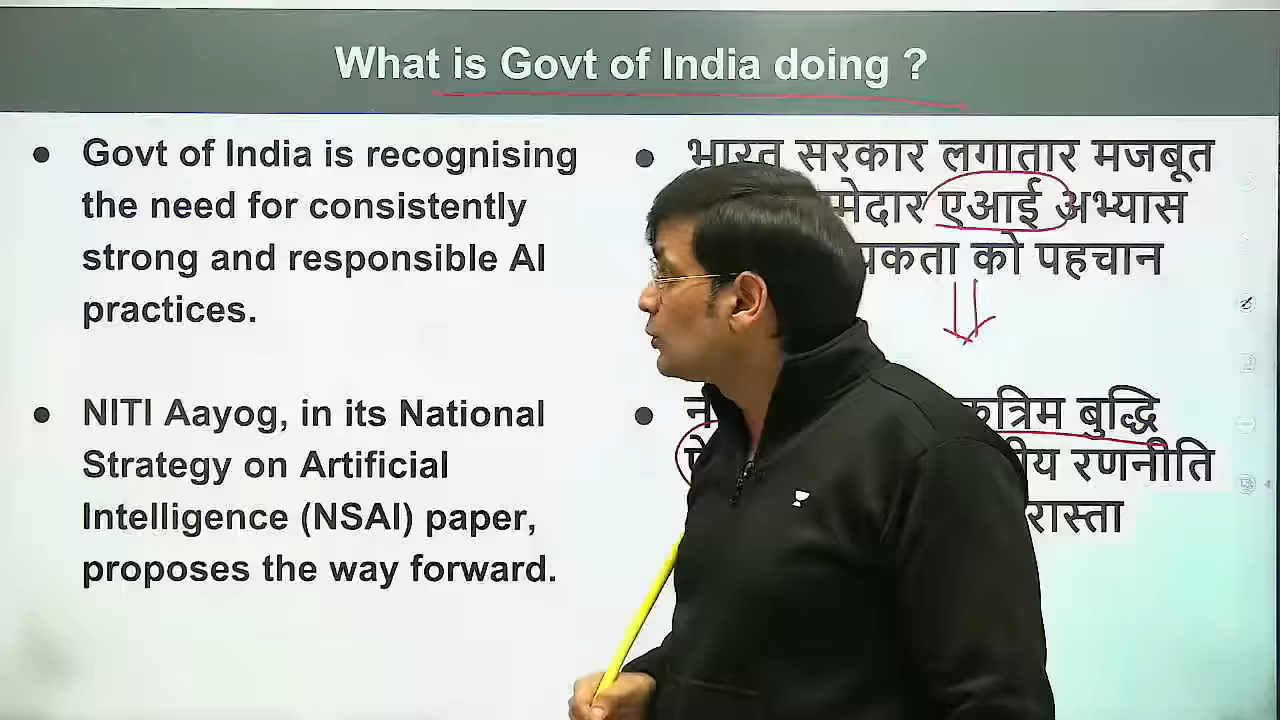 What is Govt of India doing ?
● Govt of India is recognising
the need for consistently
strong and responsible AI
practices.
● NITI Aayog, in its National
Strategy on Artificial
Intelligence (NSAI) paper,
proposes the way forward.
● भारत सरकार लगातार मजबूत
एआई अभ्यास
को पहचान
● बुद्धि
रणनीति
रास्ता